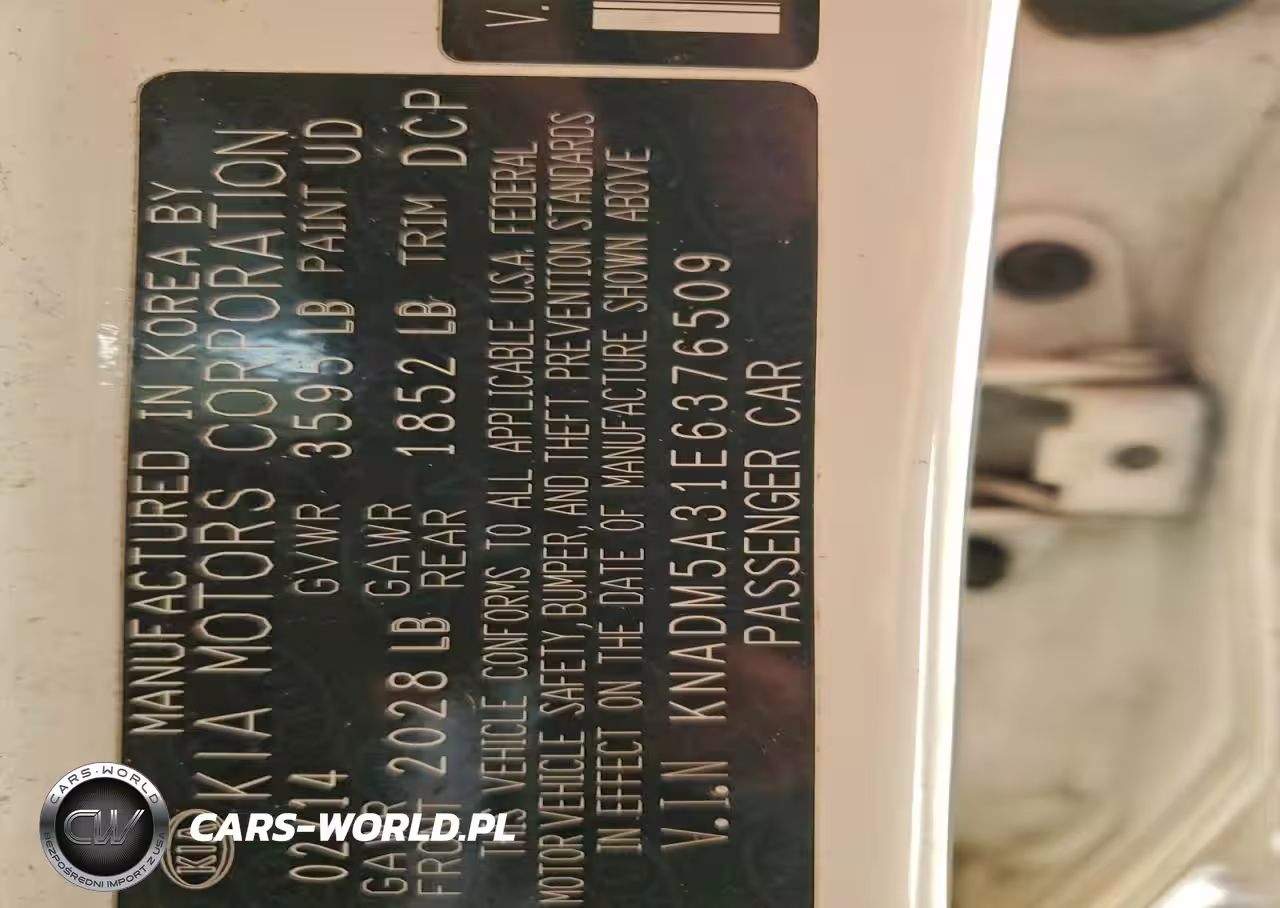 V.
MANUFACTURED IN KOREA BY
KIA KIA MOTORS CORPORATION
02 14 GVWR 3595 LB PAINT UD
GAWR GAWR
FRONT 2028 LB REAR 1852 LB TRIM DCP
THIS VEHICLE CONFORMS TO ALL APPLICABLE U.S.A. FEDERAL
MOTOR VEHICLE SAFETY, BUMPER, AND THEFT PREVENTION STANDARDS
IN EFFECT ON THE DATE OF MANUFACTURE SHOWN ABOVE
V.I.N KNADM5A31E6376509
PASSENGER CAR
CARS-WORLD
CW
BEZPOŚREDNI IMPORT Z USA
CARS-WORLD.PL